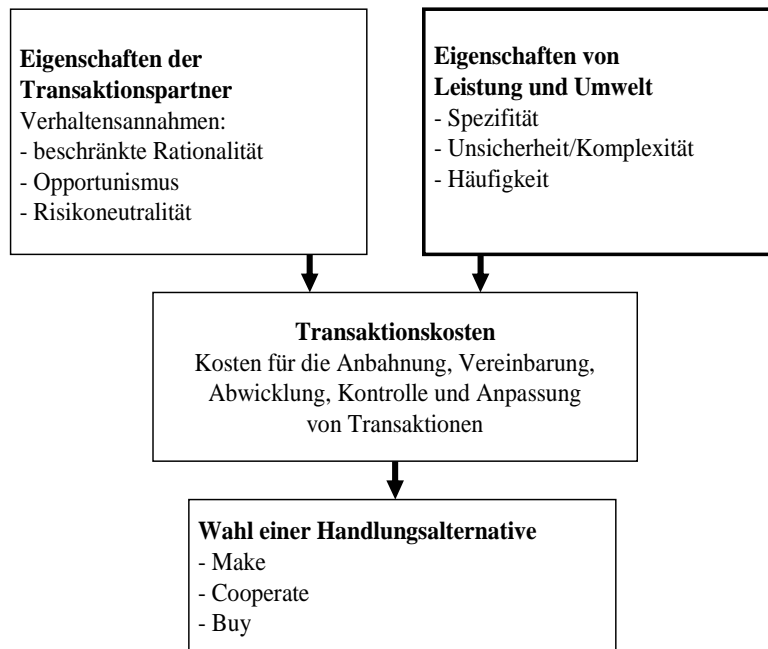 Eigenschaften der
Transaktionspartner
Verhaltensannahmen:
- beschränkte Rationalität
- Opportunismus
- Risikoneutralität
Eigenschaften von
Leistung und Umwelt
- Spezifität
- Unsicherheit/Komplexität
- Häufigkeit
Transaktionskosten
Kosten für die Anbahnung, Vereinbarung,
Abwicklung, Kontrolle und Anpassung
von Transaktionen
Wahl einer Handlungsalternative
- Make
- Cooperate
- Buy